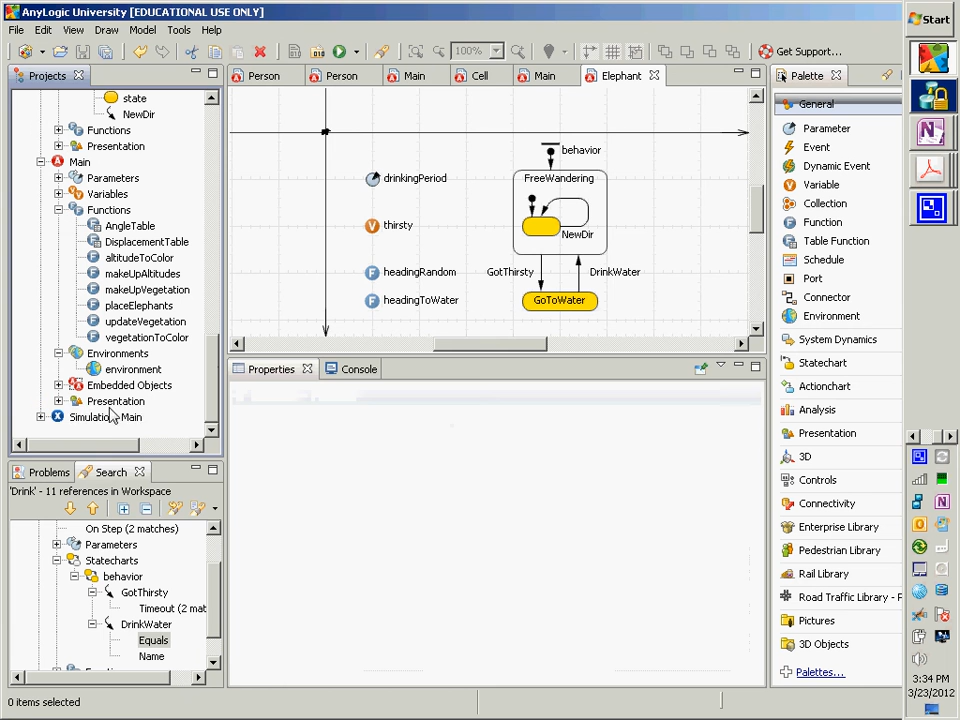 AnyLogic University [EDUCATIONAL USE ONLY]
File Edit View Draw Model Tools Help
100% Get Support...
Start
Projects
state
NewDir
Functions
Presentation
Main
Parameters
Variables
Functions
AngleTable
DisplacementTable
altitudeToColor
makeUpAltitudes
makeUpVegetation
placeElephants
updateVegetation
vegetationToColor
Environments
environment
Embedded Objects
Presentation
Simulation: Main
Person Person Main Cell Main Elephant
drinkingPeriod
thirsty
headingRandom
headingToWater
behavior
FreeWandering
NewDir
GotThirsty DrinkWater
GoToWater
Properties Console
Problems Search
'Drink' - 11 references in Workspace
On Step (2 matches)
Parameters
Statecharts
behavior
GotThirsty
Timeout (2 mat
DrinkWater
Equals
Name
0 items selected
Palette
General
Parameter
Event
Dynamic Event
Variable
Collection
Function
Table Function
Schedule
Port
Connector
Environment
System Dynamics
Statechart
Actionchart
Analysis
Presentation
3D
Controls
Connectivity
Enterprise Library
Pedestrian Library
Rail Library
Road Traffic Library - P
Pictures
3D Objects
Palettes...
3:34 PM
3/23/2012